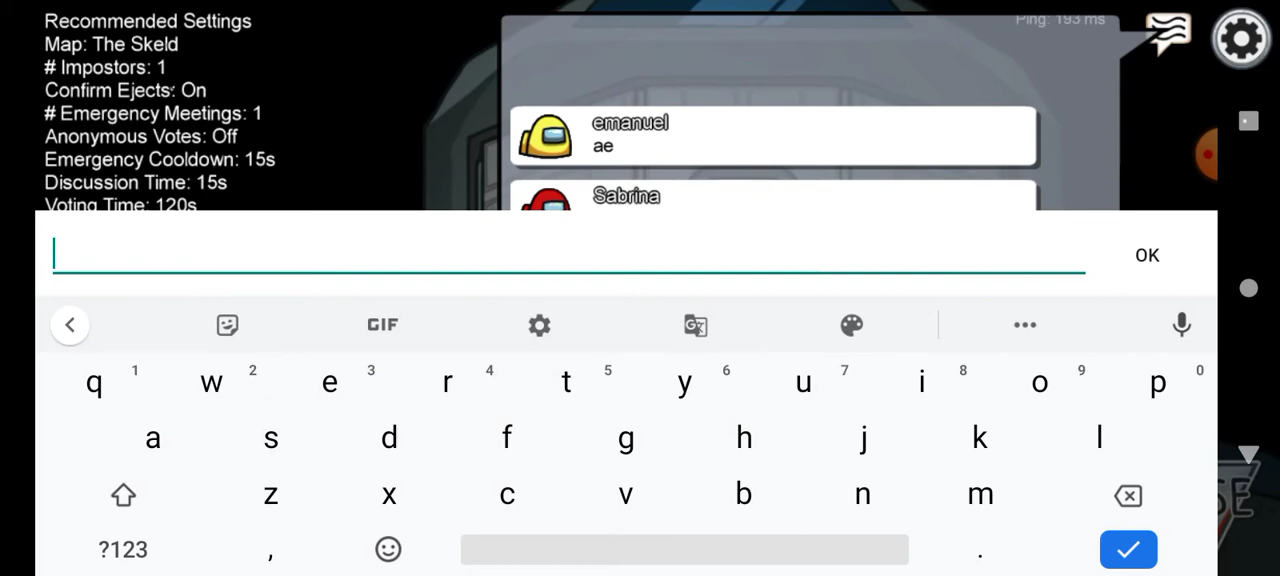 Recommended Settings
Map: The Skeld
# Impostors: 1
Confirm Ejects: On
# Emergency Meetings: 1
Anonymous Votes: Off
Emergency Cooldown: 15s
Discussion Time: 15s
Voting Time: 120s
Ping: 193 ms
emanuel
ae
Sabrina
OK
GIF
q 1 w 2 e 3 r 4 t 5 y 6 u 7 i 8 o 9 p 0
a s d f g h j k l
z x c v b n m
?123 , .